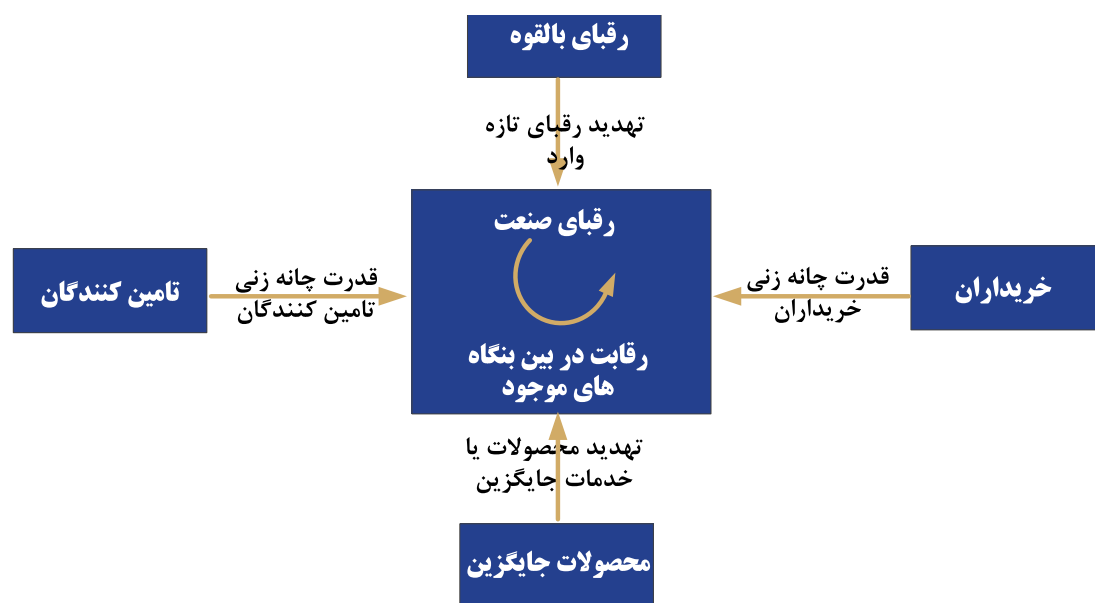 رقبای بالقوه
تهدید رقبای تازه
وارد
رقبای صنعت
خریداران
قدرت چانه زنی
خریداران
قدرت چانه زنی
تامین کنندگان
تامین کنندگان
رقابت در بین بنگاه
های موجود
تهدید محصولات یا
خدمات جایگزین
محصولات جایگزین